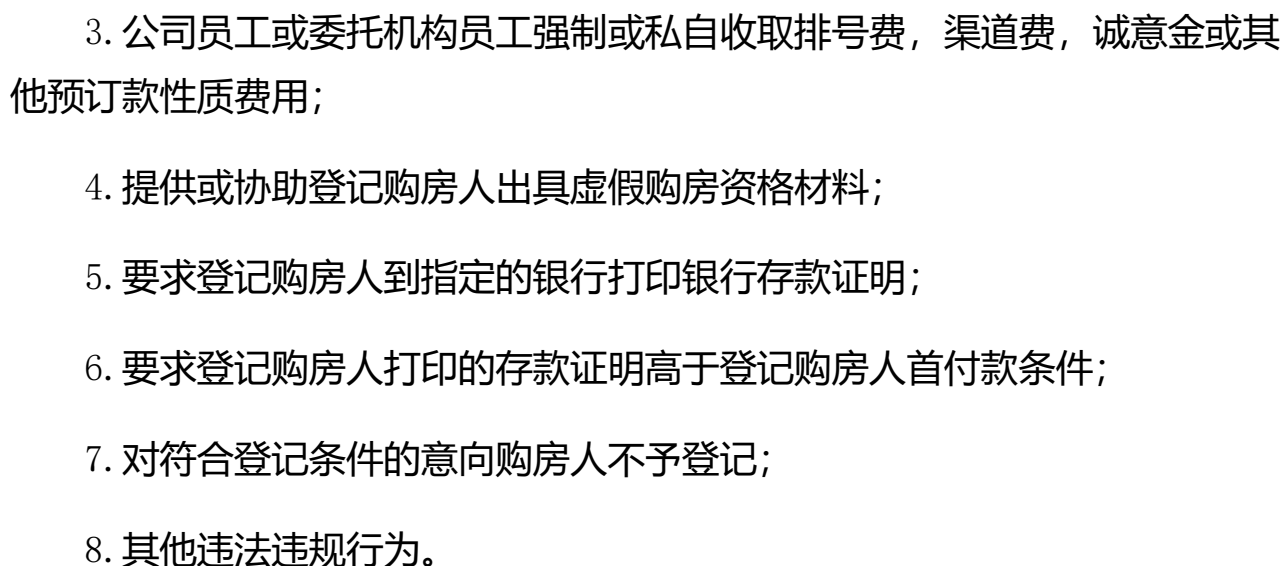 3.公司员工或委托机构员工强制或私自收取排号费，渠道费，诚意金或其
他预订款性质费用；
4.提供或协助登记购房人出具虚假购房资格材料；
5.要求登记购房人到指定的银行打印银行存款证明；
6.要求登记购房人打印的存款证明高于登记购房人首付款条件；
7.对符合登记条件的意向购房人不予登记；
8.其他违法违规行为。